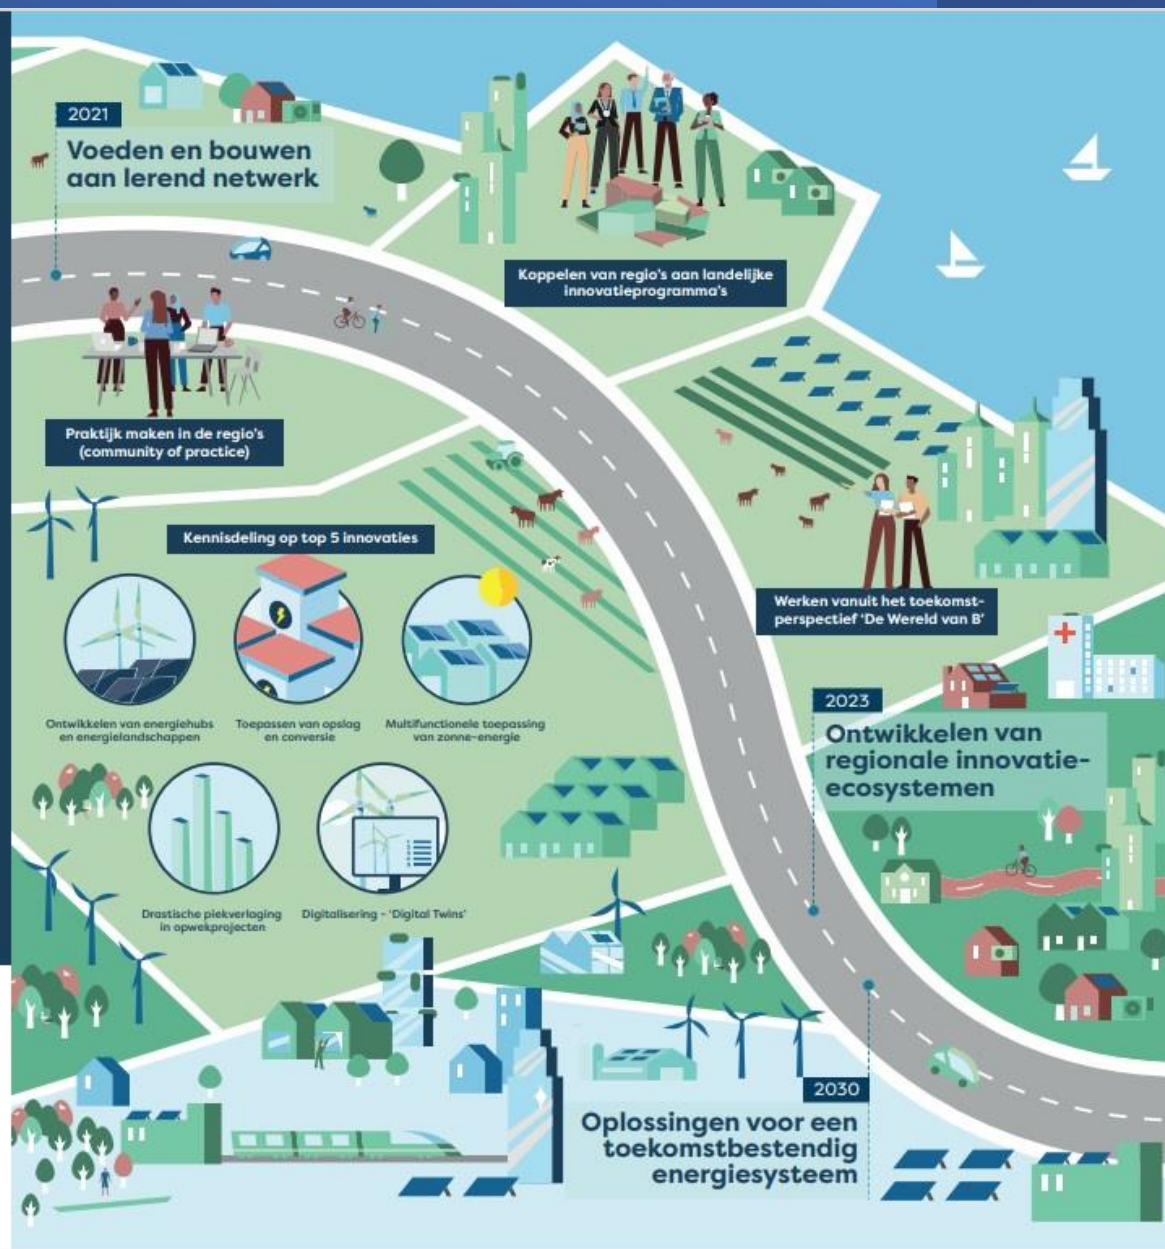 2021
Voeden en bouwen
aan lerend netwerk
Koppelen van regio's aan landelijke
innovatieprogramma's
Praktijk maken in de regio's
(community of practice)
Kennisdeling op top 5 innovaties
Ontwikkelen van energiehubs
en energielandschappen
Toepassen van opslag
en conversie
Multifunctionele toepassing
van zonne-energie
Drastische piekverlaging
in opwekprojecten
Digitalisering - 'Digital Twins'
Werken vanuit het toekomst-
perspectief 'De Wereld van B'
2023
Ontwikkelen van
regionale innovatie-
ecosystemen
2030
Oplossingen voor een
toekomstbestendig
energiesysteem